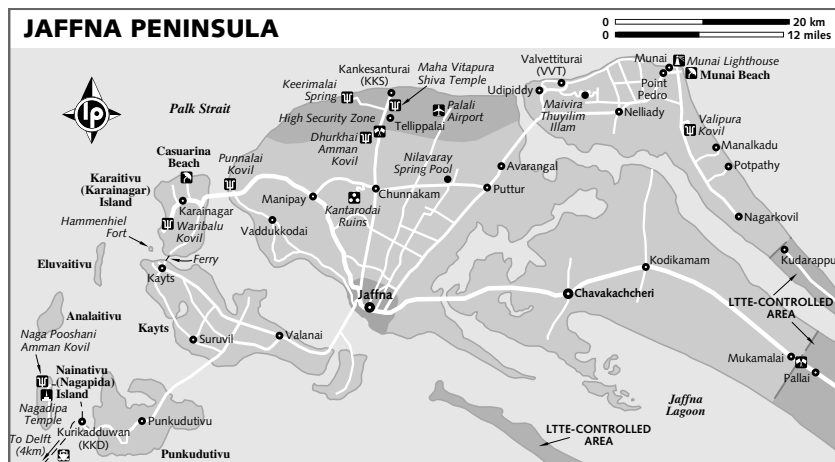 JAFFNA PENINSULA
0 20 km
0 12 miles
lp
Palk Strait
Keerimalai
Spring
Kankesanturai
(KKS)
Maha Vitapura
Shiva Temple
High Security Zone
Tellippalai
Dhurkhai
Amman
Kovil
Palali
Airport
Valvettiturai
(VVT)
Udipiddy
Maivira
Thuyilim
Illam
Munai
Munai Lighthouse
Munai Beach
Point
Pedro
Nelliady
Valipura
Kovil
Manalkadu
Potpathy
Nagarkovil
Kudarappu
LTTE-CONTROLLED
AREA
Casuarina
Beach
Punnalai
Kovil
Karaitivu
(Karainagar)
Island
Karainagar
Waribalu
Kovil
Hammenhiel
Fort
Ferry
Manipay
Vaddukkodai
Kantarodai
Ruins
Chunnakam
Nilavaray
Spring Pool
Avarangal
Puttur
Eluvaitivu
Kayts
Jaffna
Chavakachcheri
Kodikamam
Analaitivu
Kayts
Suruvil
Valanai
Naga Pooshani
Amman Kovil
Nainativu
(Nagapida)
Island
Nagadipa
Temple
To Delft
(4km)
Kurikadduwan
(KKD)
Punkudutivu
Punkudutivu
Mukamalai
Pallai
Jaffna
Lagoon
LTTE-CONTROLLED
AREA